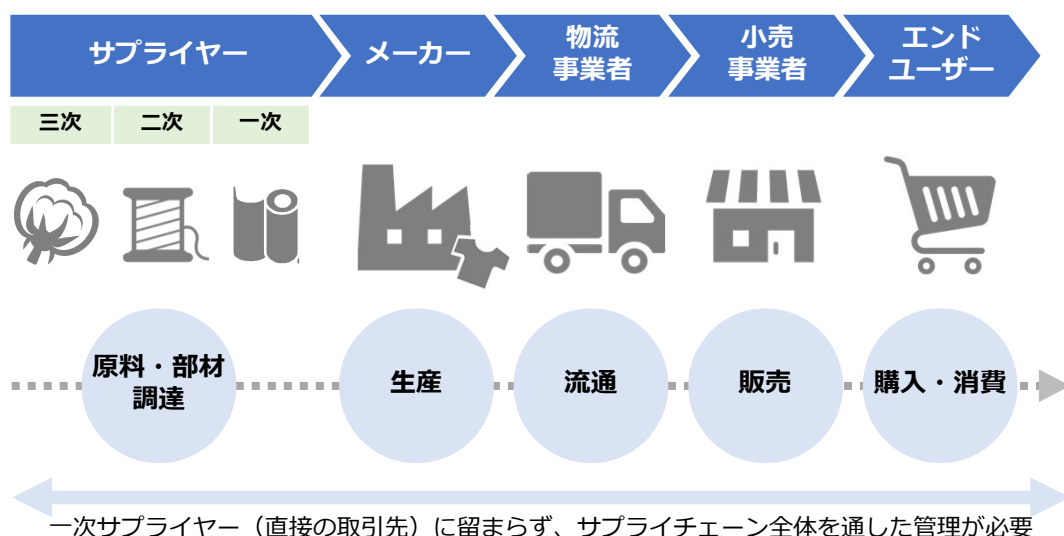 サプライヤー
メーカー
物流
事業者
小売
事業者
エンド
ユーザー
三次
二次
一次
原料・部材
調達
生産
流通
販売
購入・消費
一次サプライヤー（直接の取引先）に留まらず、サプライチェーン全体を通した管理が必要